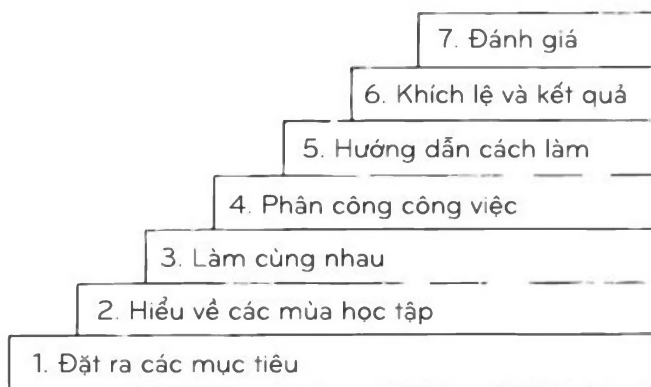 7. Đánh giá
6. Khích lệ và kết quả
5. Hướng dẫn cách làm
4. Phân công công việc
3. Làm cùng nhau
2. Hiểu về các mùa học tập
1. Đặt ra các mục tiêu